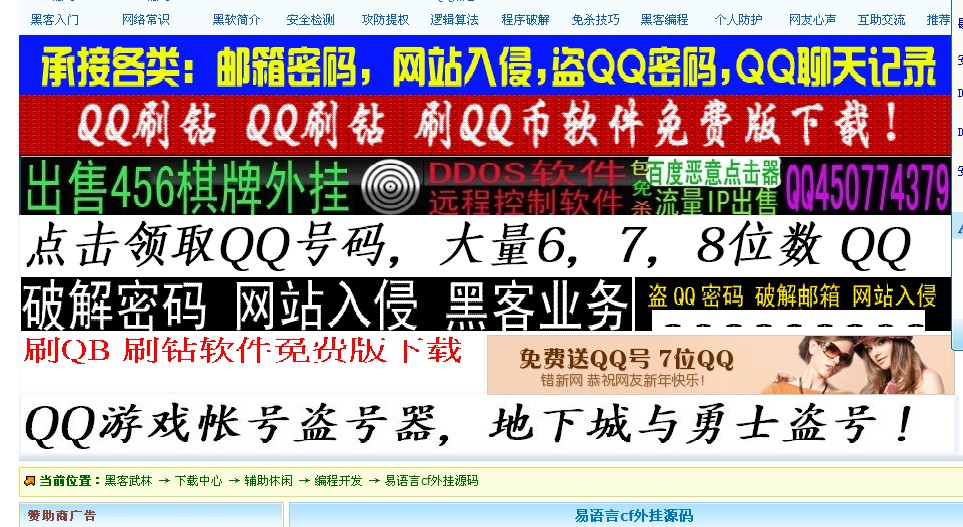 黑客入门 网络常识 黑软简介 安全检测 攻防提权 逻辑算法 程序破解 免杀技巧 黑客编程 个人防护 网友心声 互助交流 推荐
承接各类：邮箱密码，网站入侵,盗QQ密码,QQ聊天记录
QQ刷钻 QQ刷钻 刷QQ币软件免费版下载！
出售456棋牌外挂 DDOS软件 远程控制软件 包免杀 百度恶意点击器 流量IP出售 QQ450774379
点击领取QQ号码，大量6，7，8位数 QQ
破解密码 网站入侵 黑客业务 盗QQ密码 破解邮箱 网站入侵
刷QB 刷钻软件免费版下载
免费送QQ号 7位QQ
错新网 恭祝网友新年快乐！
QQ游戏帐号盗号器，地下城与勇士盗号！
当前位置：黑客武林 → 下载中心 → 辅助休闲 → 编程开发 → 易语言cf外挂源码
赞助商广告 易语言cf外挂源码